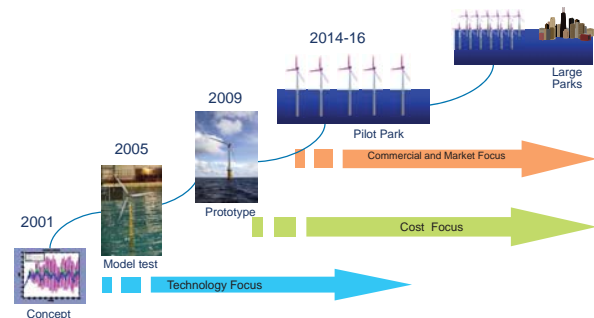 2014-16
Large
Parks
2009
Pilot Park
2005
Commercial and Market Focus
Prototype
2001
Cost Focus
Model test
Technology Focus
Concept